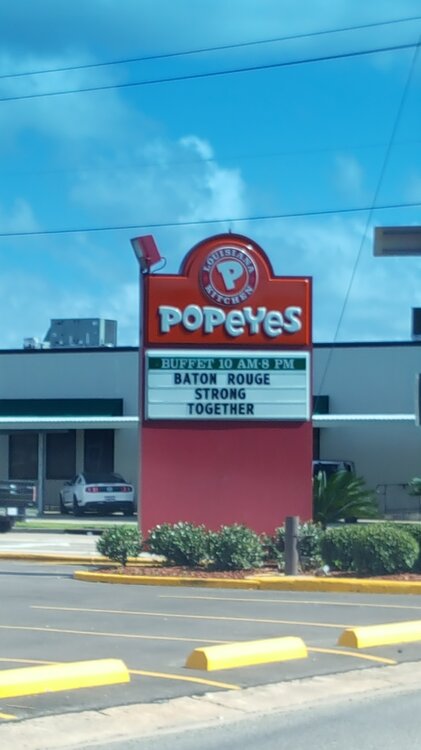 LOUISIANA
P
KITCHEN
POPEYES
BUFFET 10 AM-8 PM
BATON ROUGE
STRONG
TOGETHER